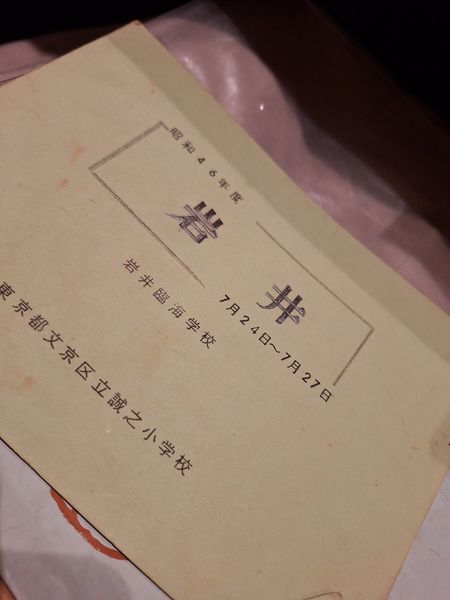 昭和46年度
岩井
岩井臨海学校
7月24日~7月27日
東京都文京区立誠之小学校